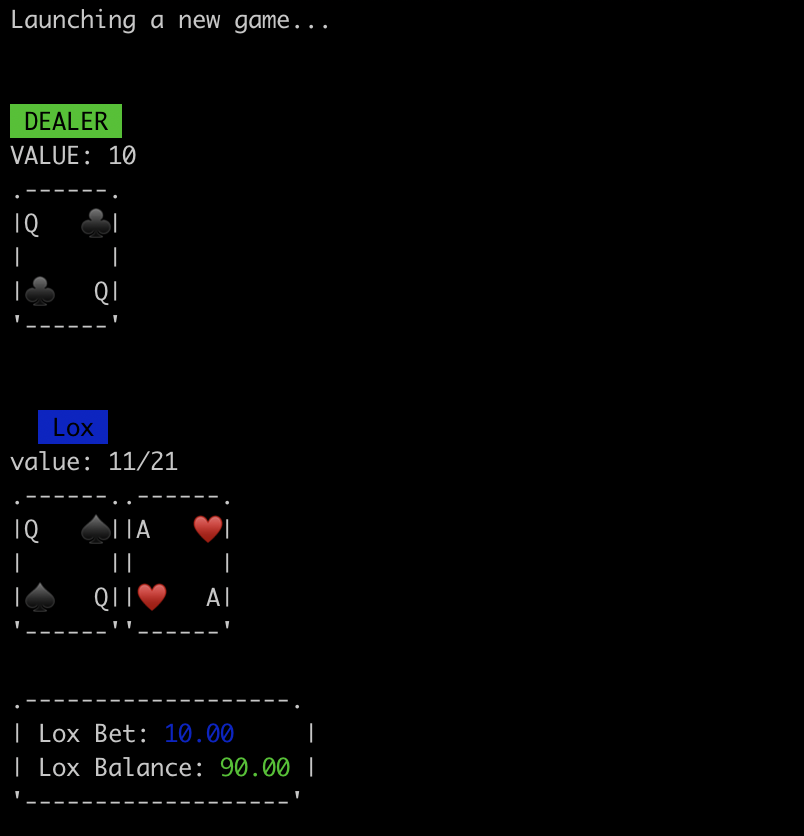 Launching a new game...
DEALER
VALUE: 10
.------.
|Q   ♣️|
|      |
|♣️   Q|
'------'
Lox
value: 11/21
.------..------.
|Q   ♠️||A   ♥️|
|      ||      |
|♠️   Q||♥️   A|
'------''------'
.-------------------.
| Lox Bet: 10.00     |
| Lox Balance: 90.00 |
'-------------------'